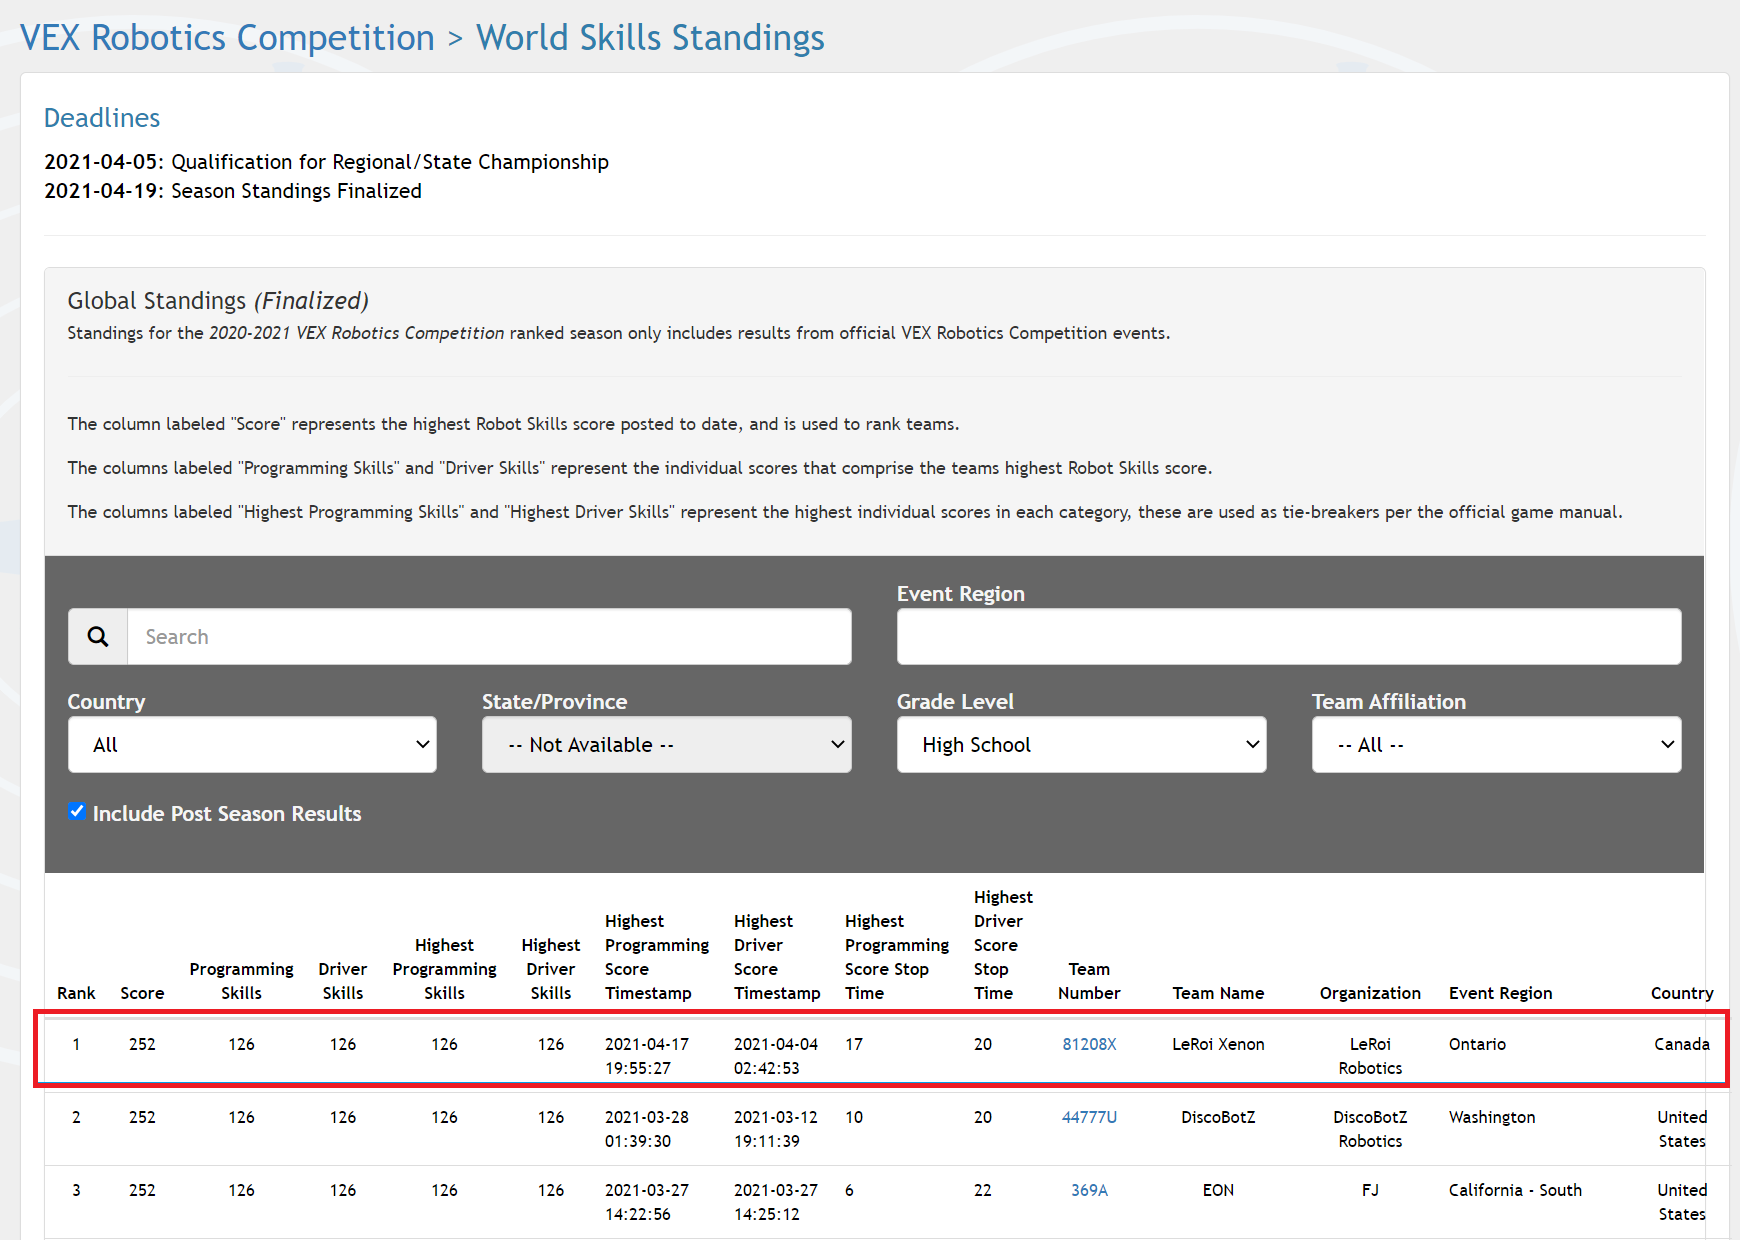 VEX Robotics Competition > World Skills Standings
Deadlines
2021-04-05: Qualification for Regional/State Championship
2021-04-19: Season Standings Finalized
Global Standings (Finalized)
Standings for the 2020-2021 VEX Robotics Competition ranked season only includes results from official VEX Robotics Competition events.
The column labeled "Score" represents the highest Robot Skills score posted to date, and is used to rank teams.
The columns labeled "Programming Skills" and "Driver Skills" represent the individual scores that comprise the teams highest Robot Skills score.
The columns labeled "Highest Programming Skills" and "Highest Driver Skills" represent the highest individual scores in each category, these are used as tie-breakers per the official game manual.
Event Region
Search
Country State/Province Grade Level Team Affiliation
All -- Not Available -- High School -- All --
Include Post Season Results
Rank Score Programming Skills Driver Skills Highest Programming Skills Highest Driver Skills Highest Programming Score Timestamp Highest Driver Score Timestamp Highest Programming Score Stop Time Highest Driver Score Stop Time Team Number Team Name Organization Event Region Country
1 252 126 126 126 126 2021-04-17 19:55:27 2021-04-04 02:42:53 17 20 81208X LeRoi Xenon LeRoi Robotics Ontario Canada
2 252 126 126 126 126 2021-03-28 01:39:30 2021-03-12 19:11:39 10 20 44777U DiscoBotZ DiscoBotZ Robotics Washington United States
3 252 126 126 126 126 2021-03-27 14:22:56 2021-03-27 14:25:12 6 22 369A EON FJ California - South United States